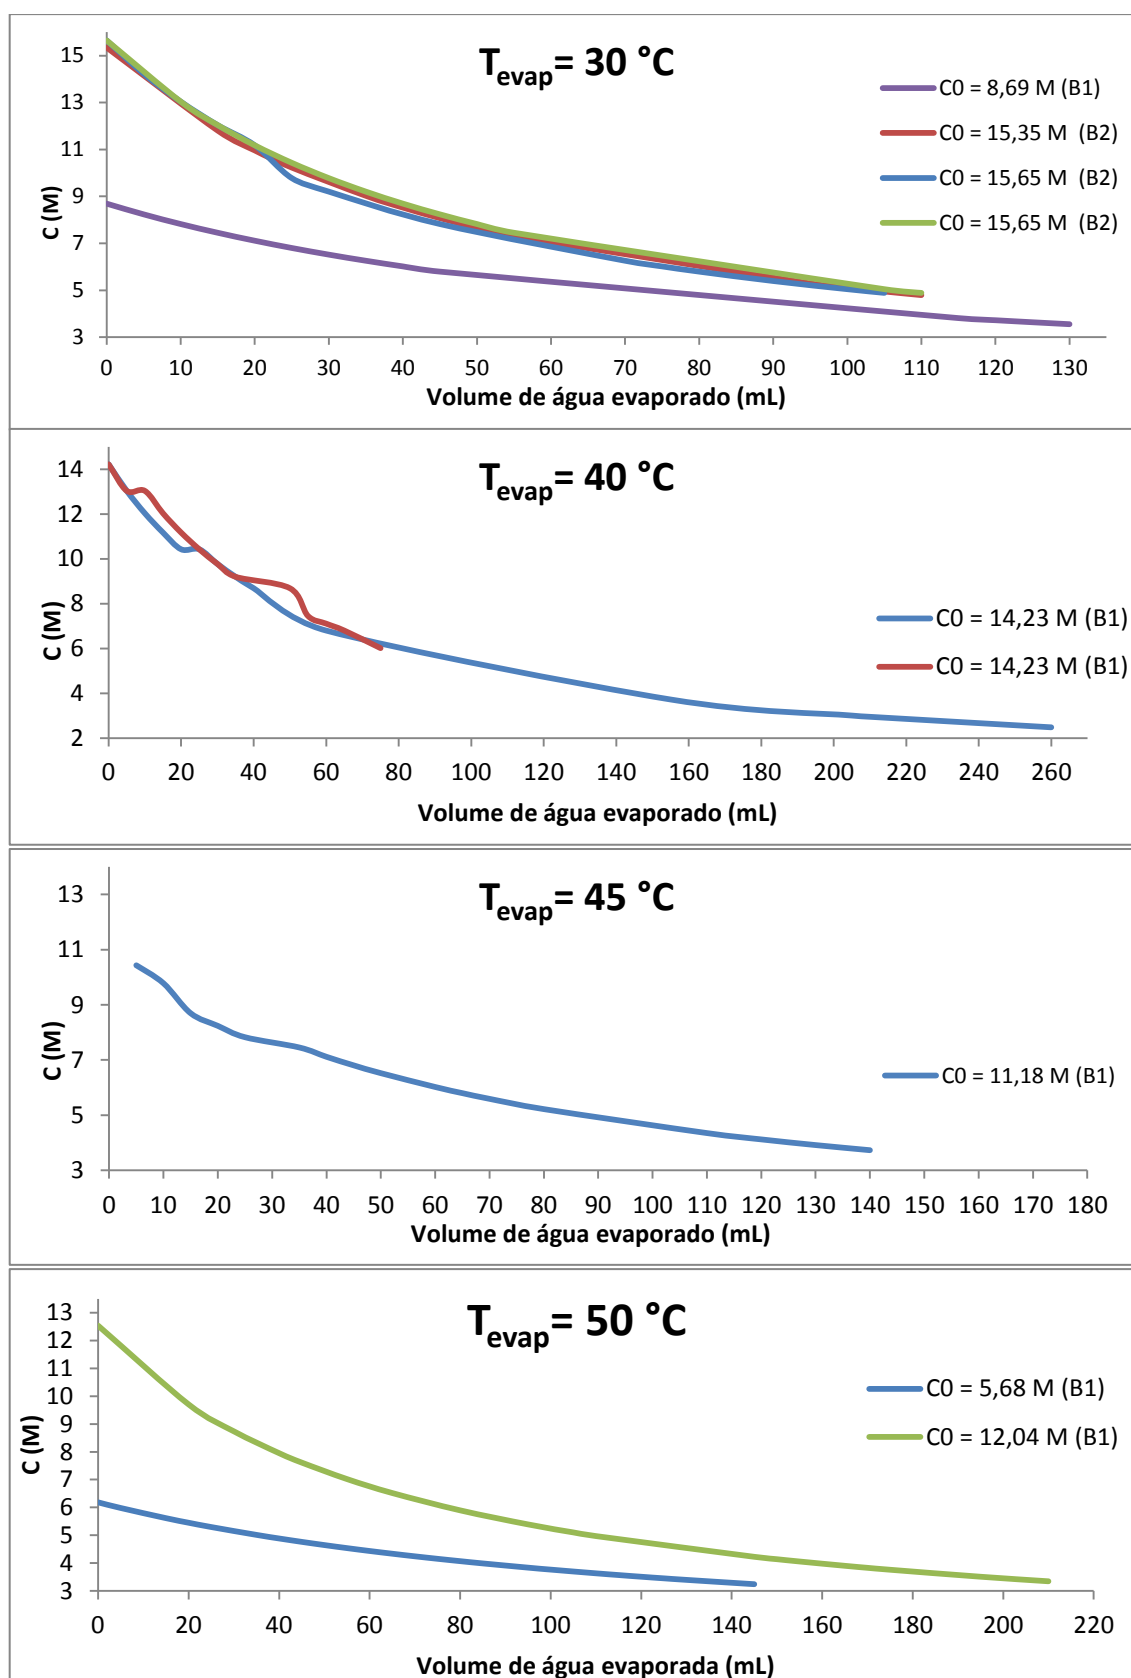 T evap = 30 °C
C0 = 8,69 M (B1)
C0 = 15,35 M (B2)
C0 = 15,65 M (B2)
C0 = 15,65 M (B2)
C (M)
15
13
11
9
7
5
3
0 10 20 30 40 50 60 70 80 90 100 110 120 130
Volume de água evaporado (mL)
T evap = 40 °C
C0 = 14,23 M (B1)
C0 = 14,23 M (B1)
C (M)
14
12
10
8
6
4
2
0 20 40 60 80 100 120 140 160 180 200 220 240 260
Volume de água evaporado (mL)
T evap = 45 °C
C0 = 11,18 M (B1)
C (M)
13
11
9
7
5
3
0 10 20 30 40 50 60 70 80 90 100 110 120 130 140 150 160 170 180
Volume de água evaporado (mL)
T evap = 50 °C
C0 = 5,68 M (B1)
C0 = 12,04 M (B1)
C (M)
13
12
11
10
9
8
7
6
5
4
3
0 20 40 60 80 100 120 140 160 180 200 220
Volume de água evaporada (mL)